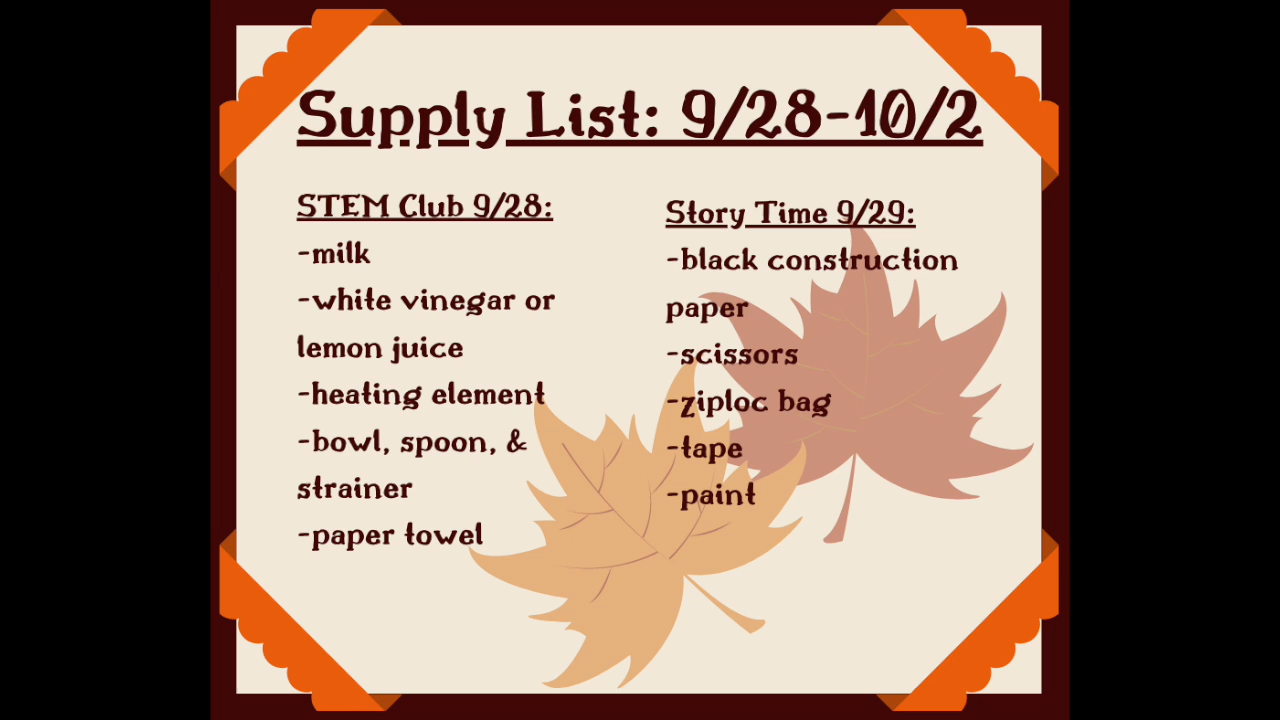 Supply List: 9/28-10/2
STEM Club 9/28:
-milk
-white vinegar or
lemon juice
-heating element
-bowl, spoon, &
strainer
-paper towel
Story Time 9/29:
-black construction
paper
-scissors
-ziploc bag
-tape
-paint